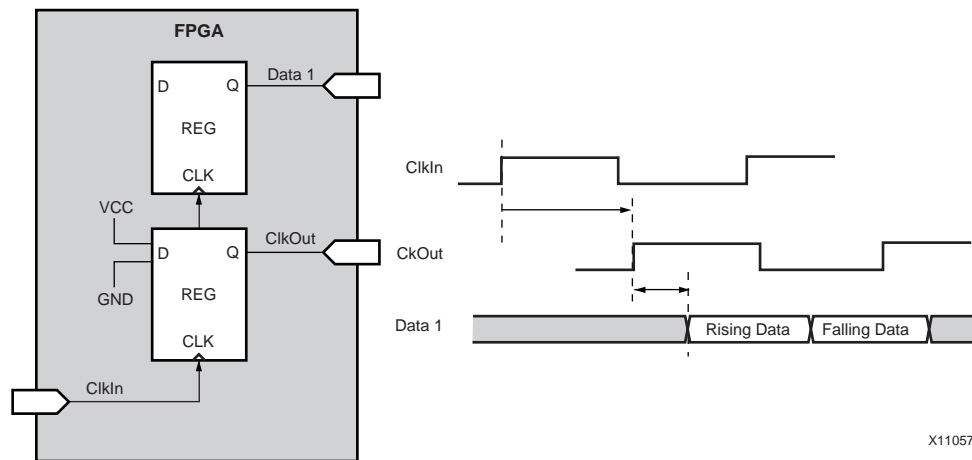 FPGA
D
Q
Data 1
REG
CLK
VCC
D
Q
ClkOut
GND
REG
CLK
ClkIn
ClkIn
CkOut
Data 1
Rising Data
Falling Data
X11057